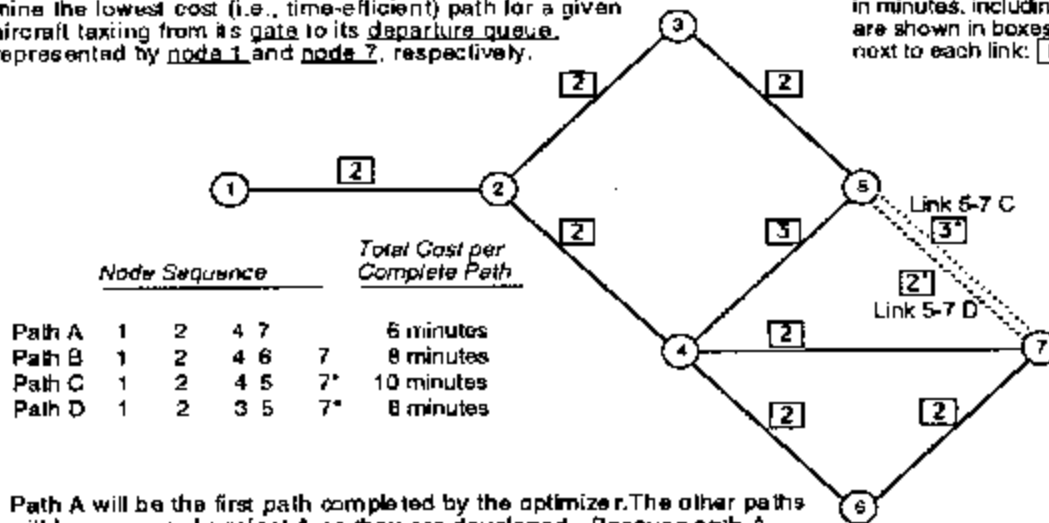 mine the lowest cost (i.e., time-efficient) path for a given
aircraft taxiing from its gate to its departure queue,
represented by node 1 and node 7, respectively.
in minutes, including
are shown in boxes
next to each link:
3
2
2
2
1
2
5
Link 5-7 C
3*
2
3
2*
Link 5-7 D
Node Sequence
Total Cost per
Complete Path
Path A 1 2 4 7 6 minutes
Path B 1 2 4 6 7 8 minutes
Path C 1 2 4 5 7* 10 minutes
Path D 1 2 3 5 7* 8 minutes
2
4
7
2
2
6
Path A will be the first path completed by the optimizer. The other paths